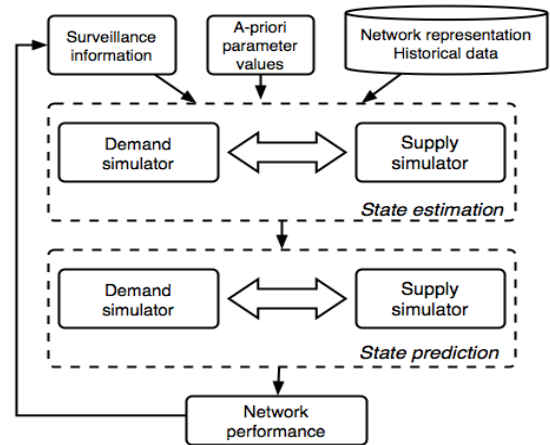 Surveillance
information
A-priori
parameter
values
Network representation
Historical data
Demand
simulator
Supply
simulator
State estimation
Demand
simulator
Supply
simulator
State prediction
Network
performance